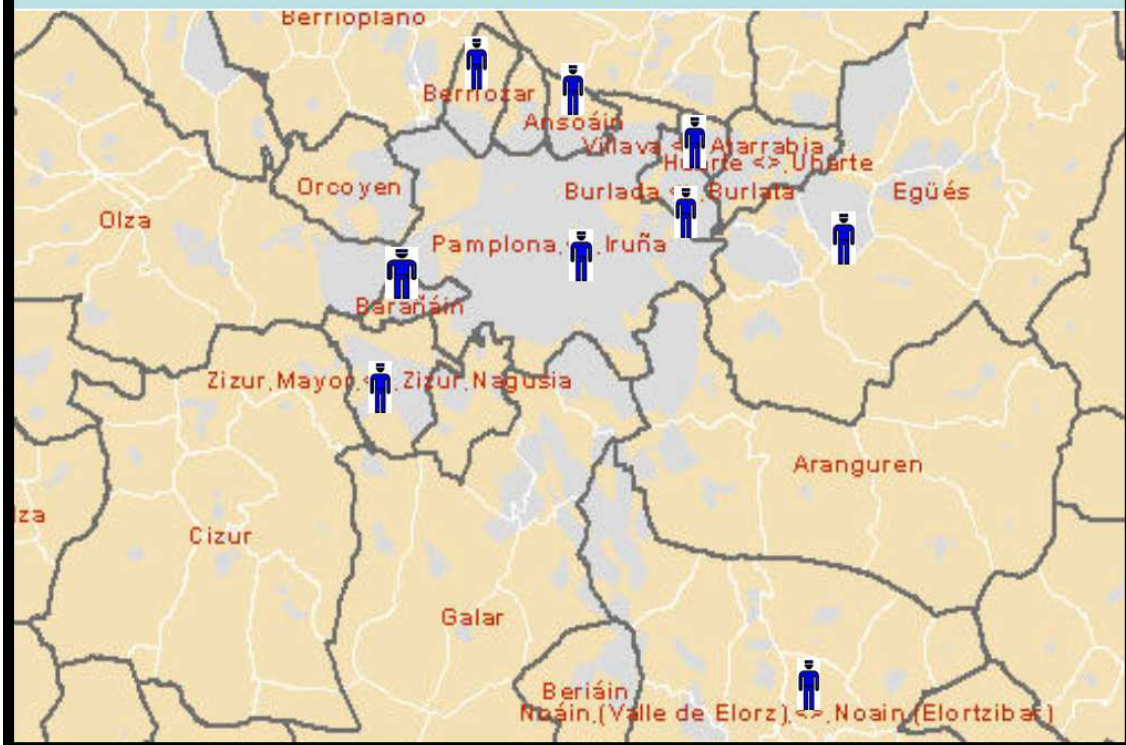 Berrioplano
Berriozar
Ansoáin
Villava,<>,Atarrabia
Huarte <>,Uharte
Orcoyen
Burlada,<>,Burlata
Egüés
Olza
Pamplona,<>,Iruña
Barañáin
Zizur,Mayor,<>,Zizur,Nagusia
Aranguren
lza
Cizur
Galar
Beriáin
Noáin,(Valle de Elorz),<>,Noain,(Elortzibar)